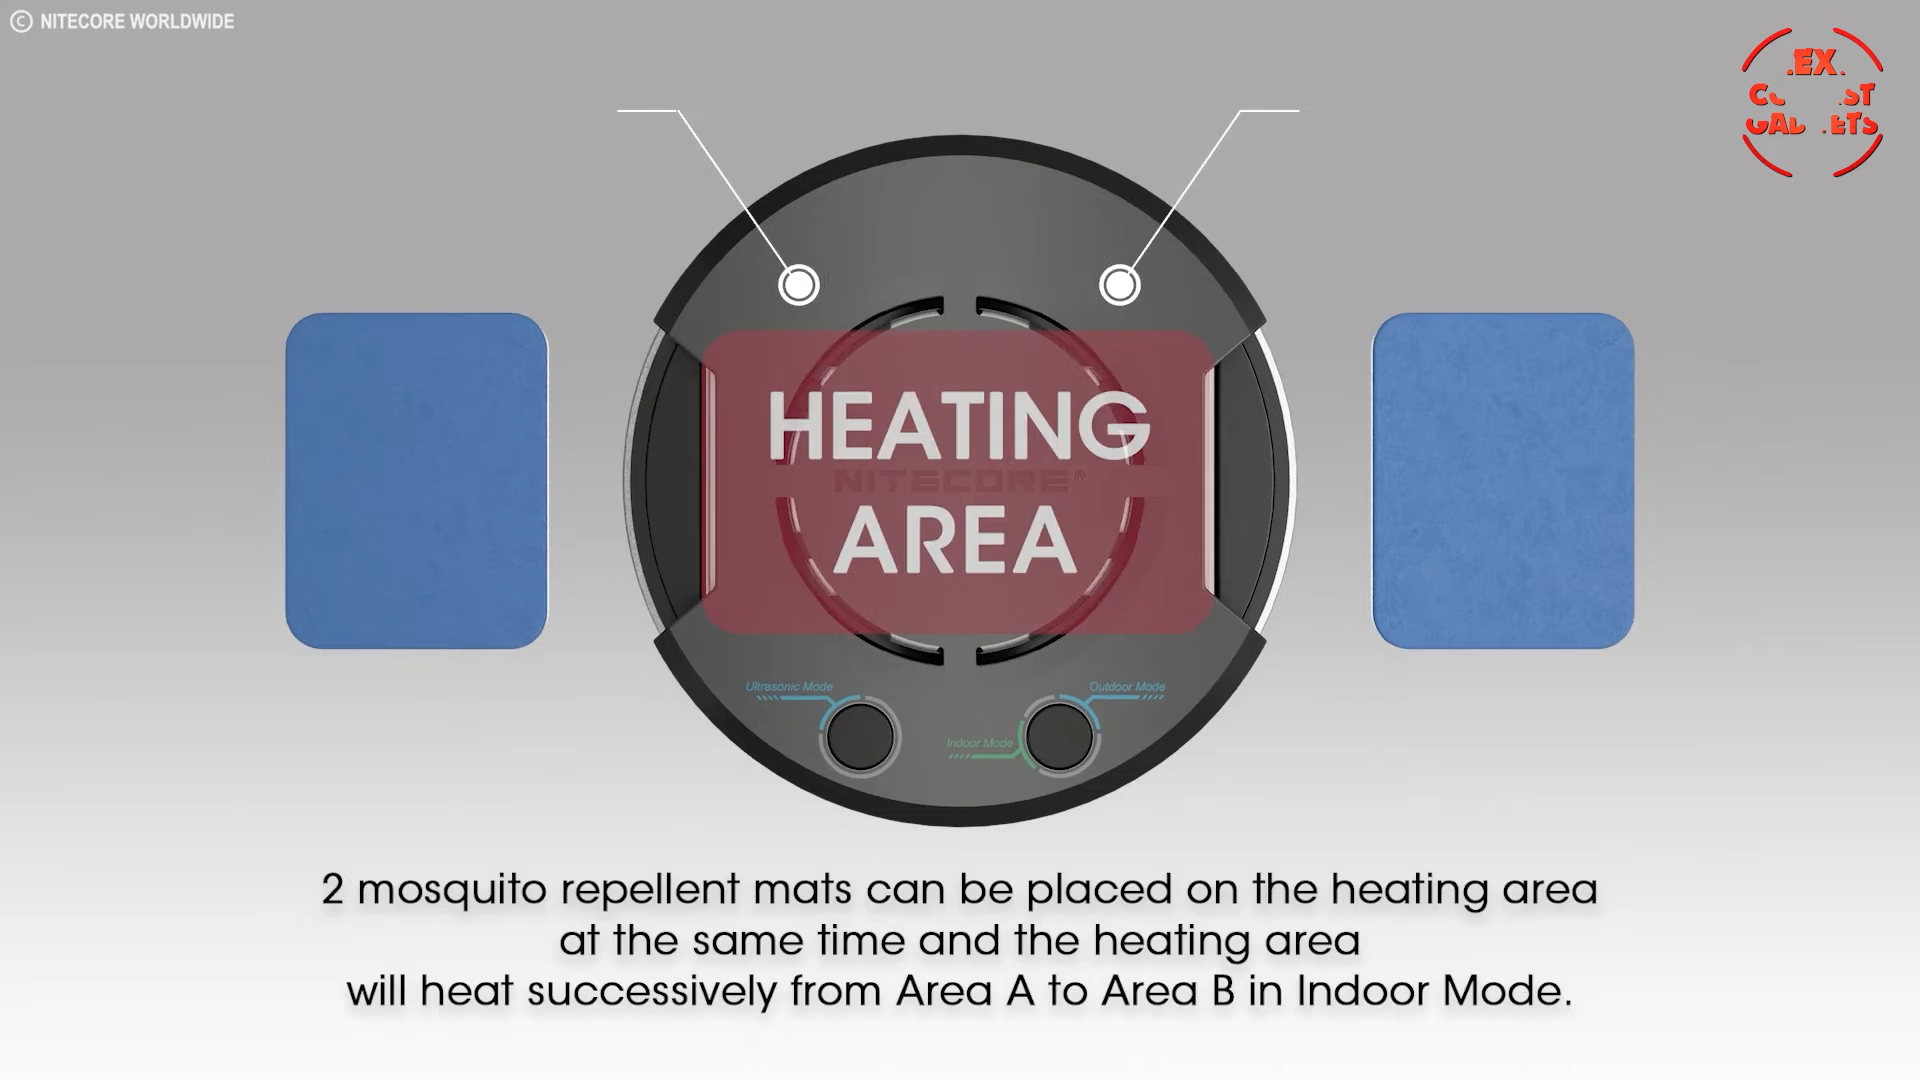 © NITECORE WORLDWIDE
HEATING
NITECORE®
AREA
Ultrasonic Mode
Outdoor Mode
Indoor Mode
2 mosquito repellent mats can be placed on the heating area
at the same time and the heating area
will heat successively from Area A to Area B in Indoor Mode.